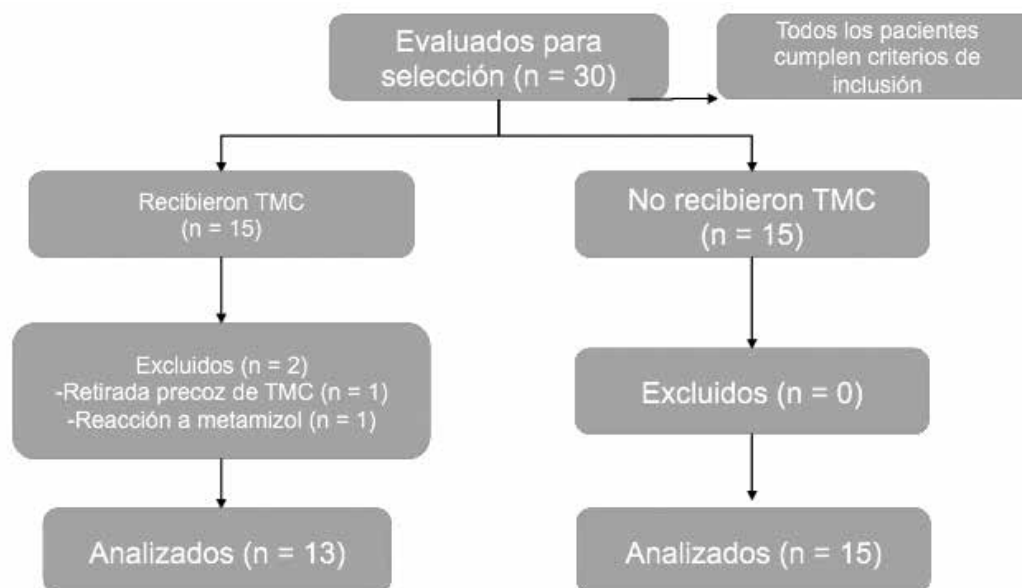 Evaluados para
selección (n = 30)
Todos los pacientes
cumplen criterios de
inclusión
Recibieron TMC
(n = 15)
No recibieron TMC
(n = 15)
Excluidos (n = 2)
-Retirada precoz de TMC (n = 1)
-Reacción a metamizol (n = 1)
Excluidos (n = 0)
Analizados (n = 13)
Analizados (n = 15)